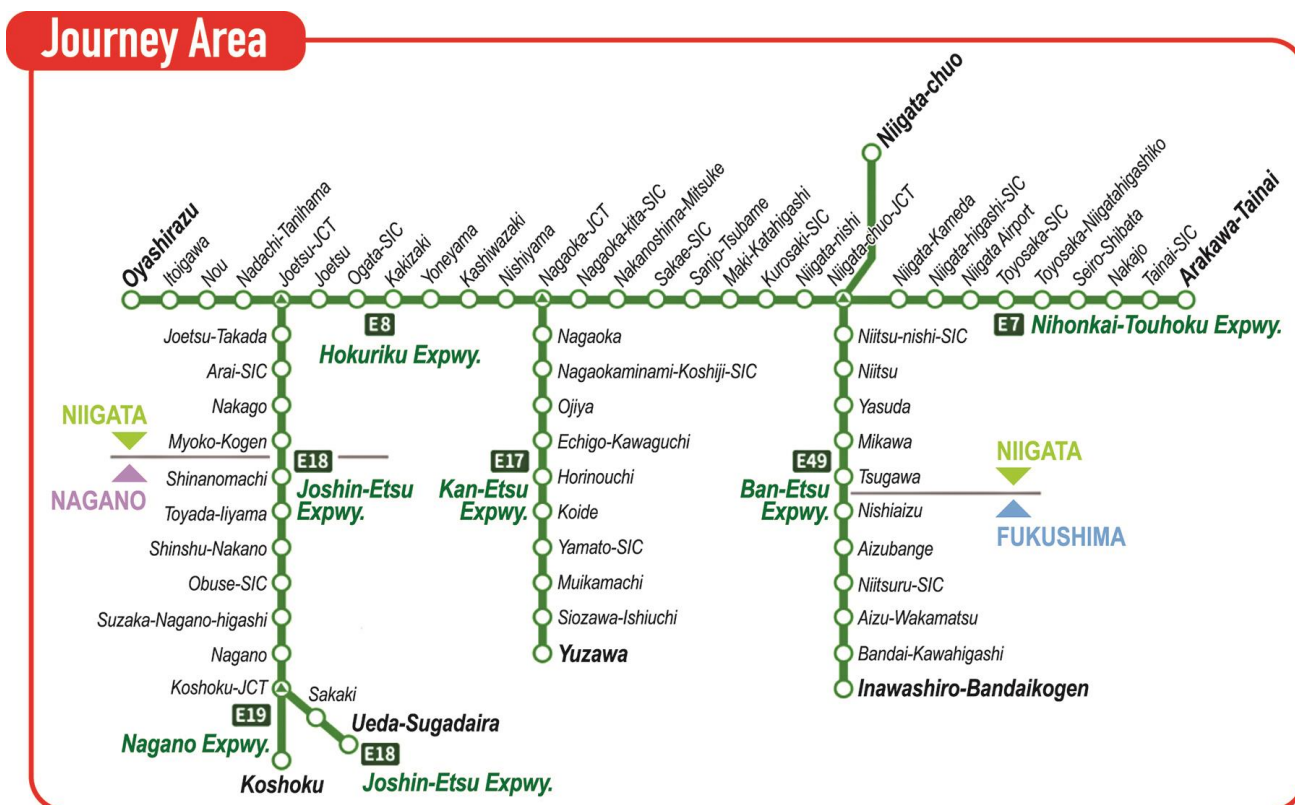 Journey Area
Niigata-chuo
Oyashirazu
Itoigawa
Nou
Nadachi-Tanihama
Joetsu-JCT
Joetsu
Ogata-SIC
Kakizaki
Yoneyama
Kashiwazaki
Nishiyama
Nagaoka-JCT
Nagaoka-kita-SIC
Nakanoshima-Mitsuke
Sakae-SIC
Sanjo-Tsubame
Maki-Katahigashi
Kurosaki-SIC
Niigata-nishi
Niigata-chuo-JCT
Niigata-Kameda
Niigata-higashi-SIC
Niigata Airport
Toyosaka-SIC
Toyosaka-Niigatahigashiko
Seiro-Shibata
Nakajo
Tainai-SIC
Arakawa-Tainai
E8
Hokuriku Expwy.
E7 Nihonkai-Touhoku Expwy.
Joetsu-Takada
Arai-SIC
Nakago
Myoko-Kogen
NIIGATA
NAGANO
Shinanomachi
Toyada-Iiyama
Shinshu-Nakano
Obuse-SIC
Suzaka-Nagano-higashi
Nagano
Koshoku-JCT
E18
Joshin-Etsu
Expwy.
Sakaki
Ueda-Sugadaira
E19
Nagano Expwy.
E18
Joshin-Etsu Expwy.
Koshoku
Nagaoka
Nagaokaminami-Koshiji-SIC
Ojiya
Echigo-Kawaguchi
Horinouchi
Koide
Yamato-SIC
Muikamachi
Siozawa-Ishiuchi
Yuzawa
E17
Kan-Etsu
Expwy.
Niitsu-nishi-SIC
Niitsu
Yasuda
Mikawa
Tsugawa
Nishiaizu
Aizubange
Niitsuru-SIC
Aizu-Wakamatsu
Bandai-Kawahigashi
Inawashiro-Bandaikogen
E49
Ban-Etsu
Expwy.
NIIGATA
FUKUSHIMA